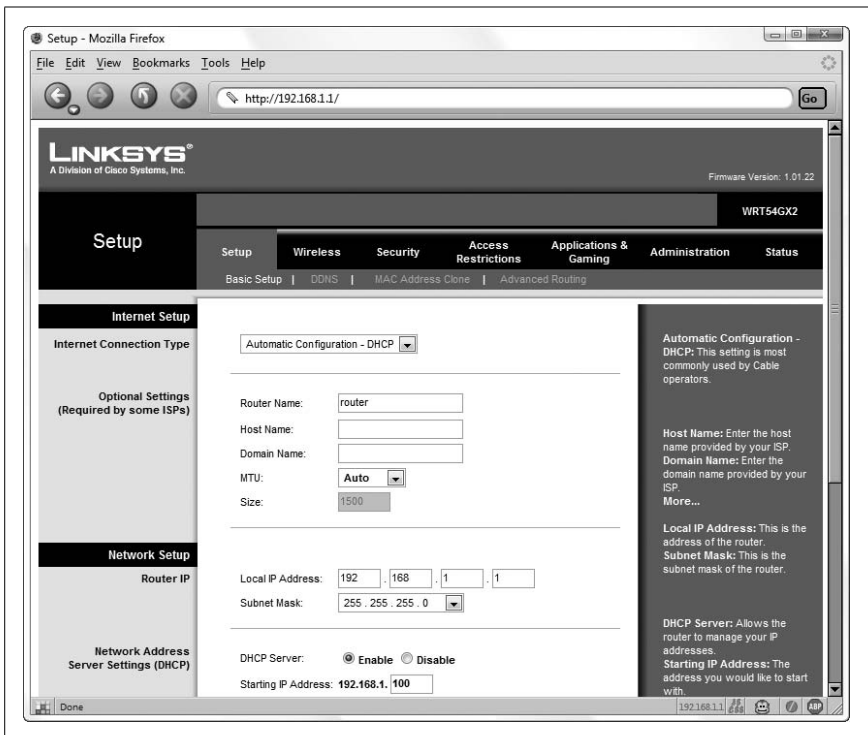 Setup - Mozilla Firefox
File Edit View Bookmarks Tools Help
http://192.168.1.1/
Go
LINKSYS®
A Division of Cisco Systems, Inc.
Firmware Version: 1.01.22
WRT54GX2
Setup
Setup
Wireless
Security
Access Restrictions
Applications & Gaming
Administration
Status
Basic Setup | DDNS | MAC Address Clone | Advanced Routing
Internet Setup
Internet Connection Type
Automatic Configuration - DHCP
Optional Settings
(Required by some ISPs)
Router Name: router
Host Name:
Domain Name:
MTU: Auto
Size: 1500
Network Setup
Router IP
Local IP Address: 192 . 168 . 1 . 1
Subnet Mask: 255 . 255 . 255 . 0
Network Address
Server Settings (DHCP)
DHCP Server: Enable Disable
Starting IP Address: 192.168.1. 100
Automatic Configuration -
DHCP: This setting is most
commonly used by Cable
operators.
Host Name: Enter the host
name provided by your ISP.
Domain Name: Enter the
domain name provided by your
ISP.
More...
Local IP Address: This is the
address of the router.
Subnet Mask: This is the
subnet mask of the router.
DHCP Server: Allows the
router to manage your IP
addresses.
Starting IP Address: The
address you would like to start
with.
Done
192.168.1.1
JS
CSS
ABP